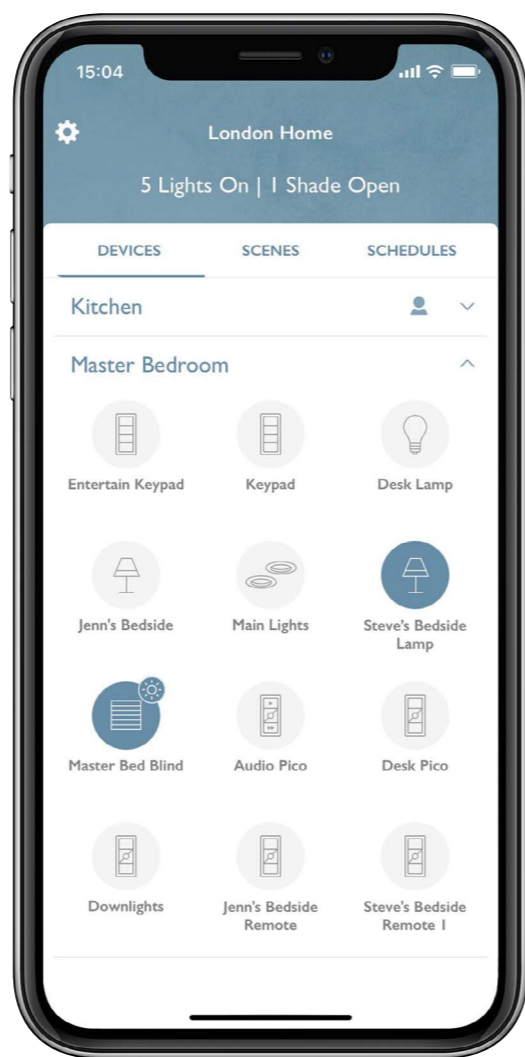 15:04
London Home
5 Lights On | 1 Shade Open
DEVICES SCENES SCHEDULES
Kitchen
Master Bedroom
Entertain Keypad Keypad Desk Lamp
Jenn's Bedside Main Lights Steve's Bedside
Lamp
Master Bed Blind Audio Pico Desk Pico
Downlights Jenn's Bedside Steve's Bedside
Remote Remote 1